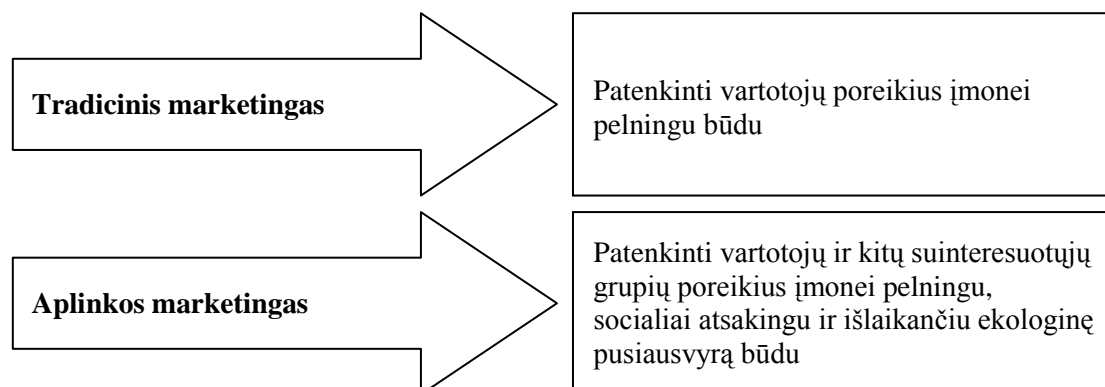 Tradicinis marketingas
Patenkinti vartotojų poreikius įmonei
pelningu būdu
Aplinkos marketingas
Patenkinti vartotojų ir kitų suinteresuotųjų
grupių poreikius įmonei pelningu,
socialiai atsakingu ir išlaikančiu ekologinę
pusiausvyrą būdu